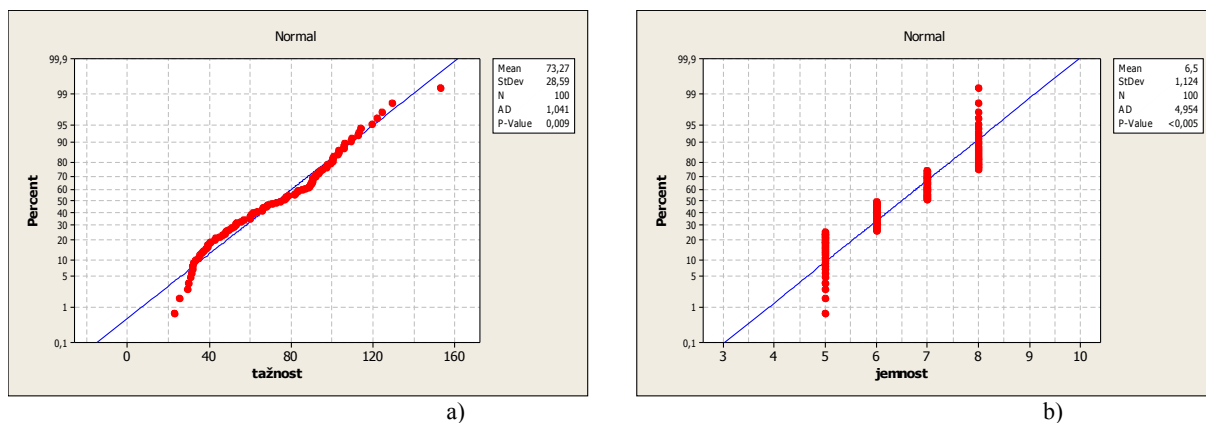 Normal
99,9
99
95
90
80
70
60
50
40
30
20
10
5
1
0,1
Percent
0 40 80 120 160
tažnost
Mean 73,27
StDev 28,59
N 100
AD 1,041
P-Value 0,009
a)
Normal
99,9
99
95
90
80
70
60
50
40
30
20
10
5
1
0,1
Percent
3 4 5 6 7 8 9 10
jemnost
Mean 6,5
StDev 1,124
N 100
AD 4,954
P-Value <0,005
b)